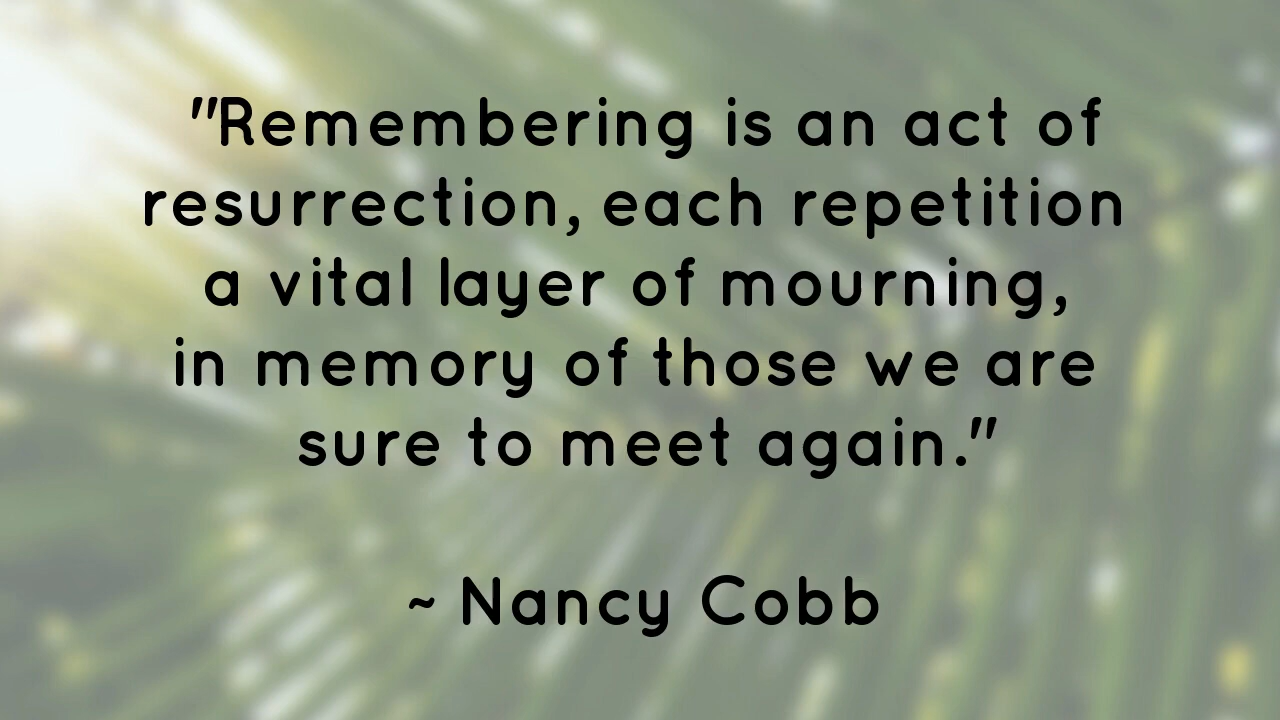 "Remembering is an act of
resurrection, each repetition
a vital layer of mourning,
in memory of those we are
sure to meet again."
~ Nancy Cobb